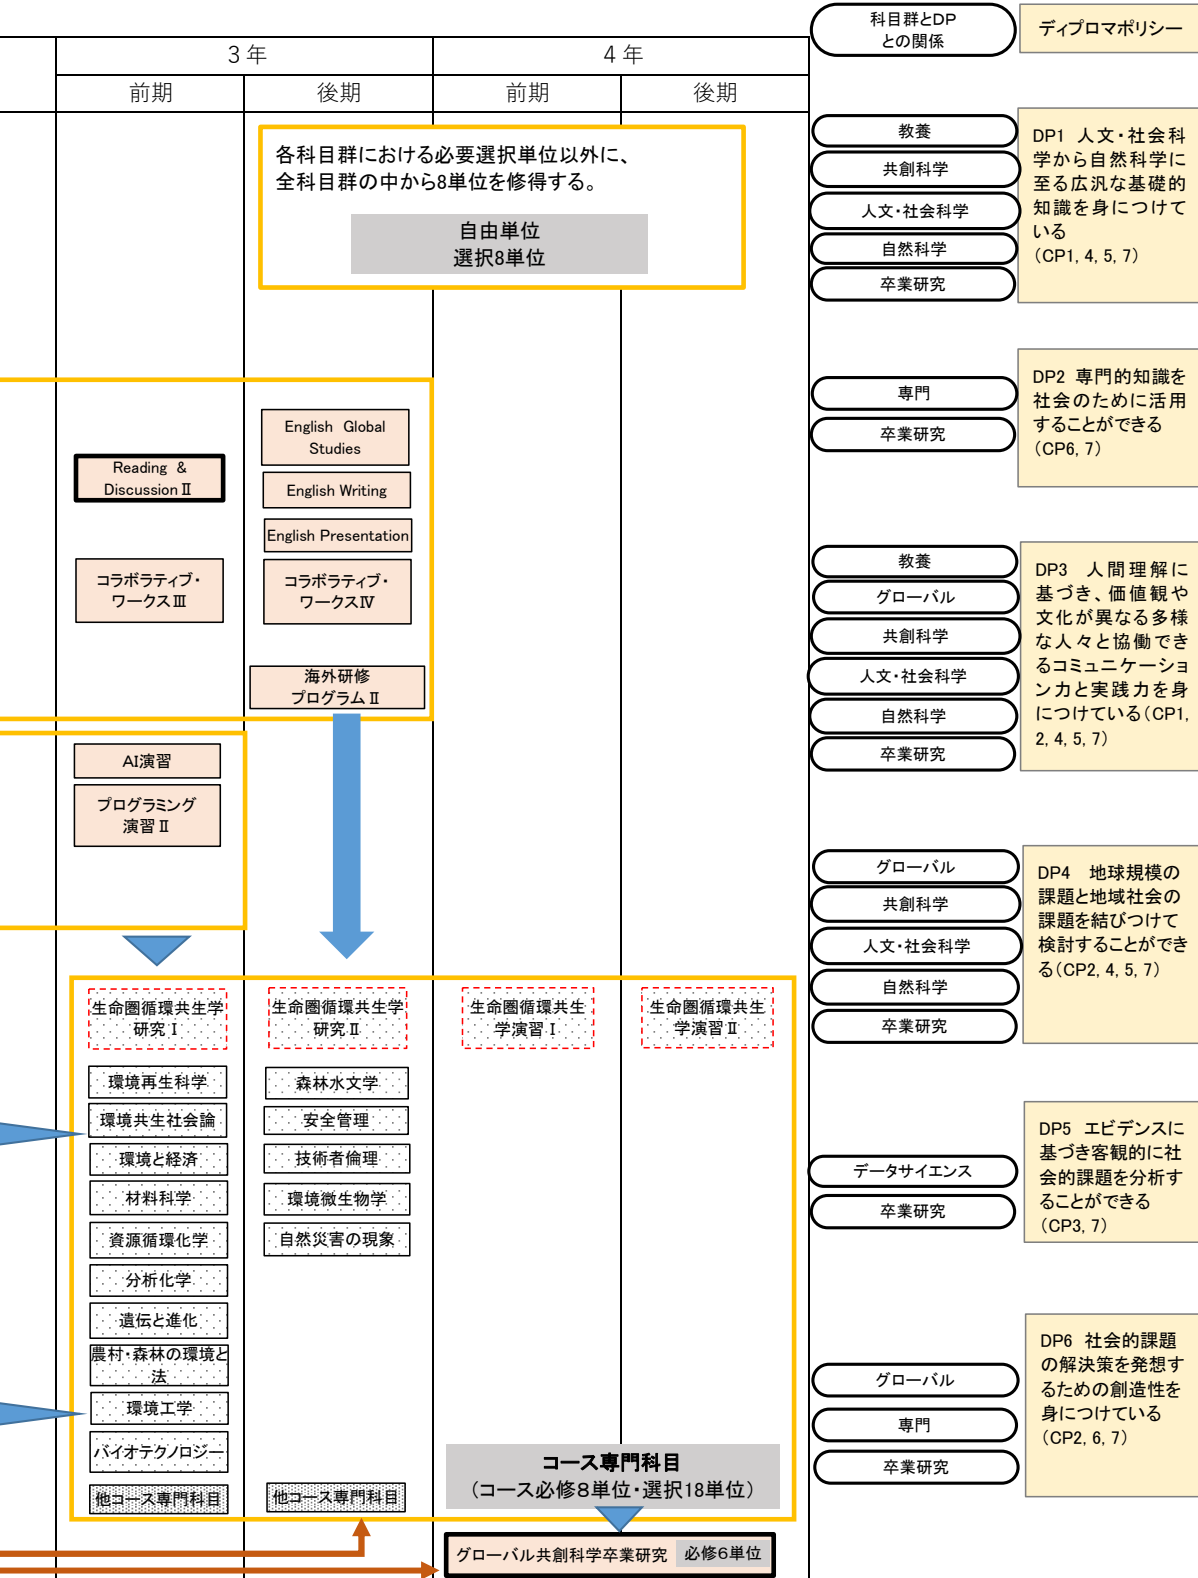 科目群とDP
との関係
ディプロマポリシー
3年
4年
前期
後期
前期
後期
各科目群における必要選択単位以外に、
全科目群の中から8単位を修得する。
自由単位
選択8単位
教養
共創科学
人文・社会科学
自然科学
卒業研究
DP1 人文・社会科
学から自然科学に
至る広汎な基礎的
知識を身につけて
いる
(CP1, 4, 5, 7)
専門
卒業研究
DP2 専門的知識を
社会のために活用
することができる
(CP6, 7)
Reading &
Discussion Ⅱ
English Global
Studies
English Writing
English Presentation
コラボラティブ・
ワークスⅢ
コラボラティブ・
ワークスⅣ
海外研修
プログラムⅡ
教養
グローバル
共創科学
人文・社会科学
自然科学
卒業研究
DP3 人間理解に
基づき、価値観や
文化が異なる多様
な人々と協働でき
るコミュニケーショ
ン力と実践力を身
につけている(CP1,
2, 4, 5, 7)
AI演習
プログラミング
演習Ⅱ
グローバル
共創科学
人文・社会科学
自然科学
卒業研究
DP4 地球規模の
課題と地域社会の
課題を結びつけて
検討することができ
る(CP2, 4, 5, 7)
生命圏循環共生学
研究Ⅰ
生命圏循環共生学
研究Ⅱ
生命圏循環共生
学演習Ⅰ
生命圏循環共生
学演習Ⅱ
環境再生科学
環境共生社会論
環境と経済
材料科学
資源循環化学
分析化学
遺伝と進化
農村・森林の環境と
法
環境工学
バイオテクノロジー
他コース専門科目
森林水文学
安全管理
技術者倫理
環境微生物学
自然災害の現象
他コース専門科目
データサイエンス
卒業研究
DP5 エビデンスに
基づき客観的に社
会的課題を分析す
ることができる
(CP3, 7)
グローバル
専門
卒業研究
DP6 社会的課題
の解決策を発想す
るための創造性を
身につけている
(CP2, 6, 7)
コース専門科目
(コース必修8単位・選択18単位)
グローバル共創科学卒業研究 必修6単位